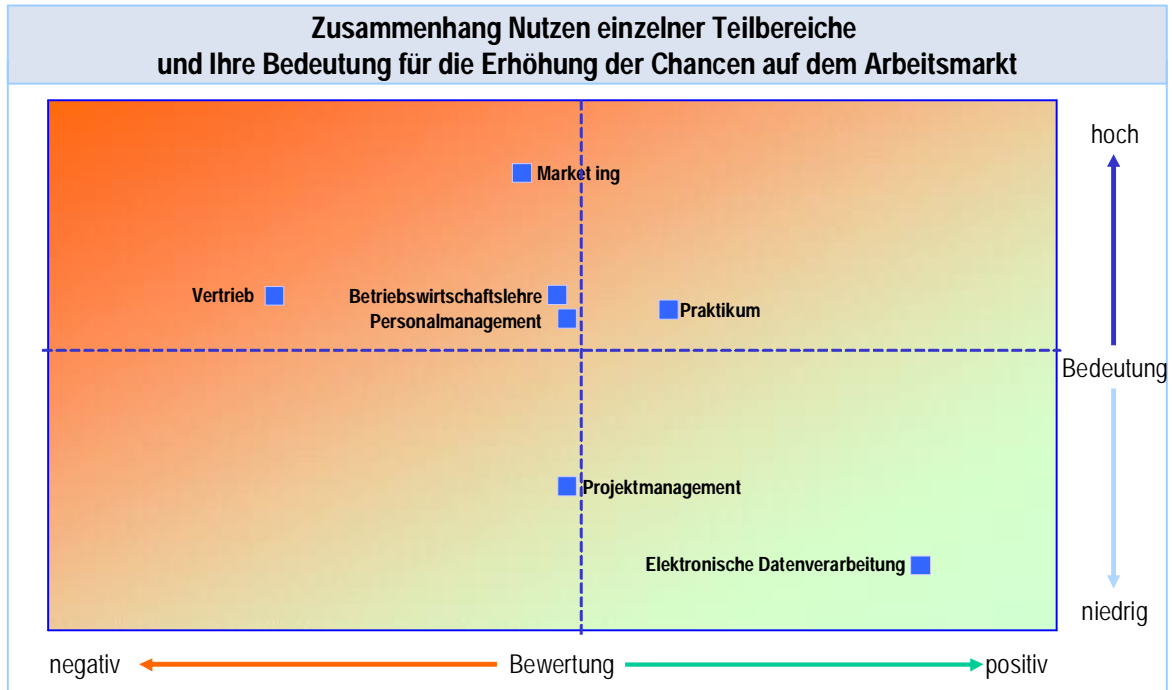 Zusammenhang Nutzen einzelner Teilbereiche
und Ihre Bedeutung für die Erhöhung der Chancen auf dem Arbeitsmarkt
hoch
Market ing
Vertrieb
Betriebswirtschaftslehre
Personalmanagement
Praktikum
Bedeutung
Projektmanagement
Elektronische Datenverarbeitung
niedrig
negativ
Bewertung
positiv